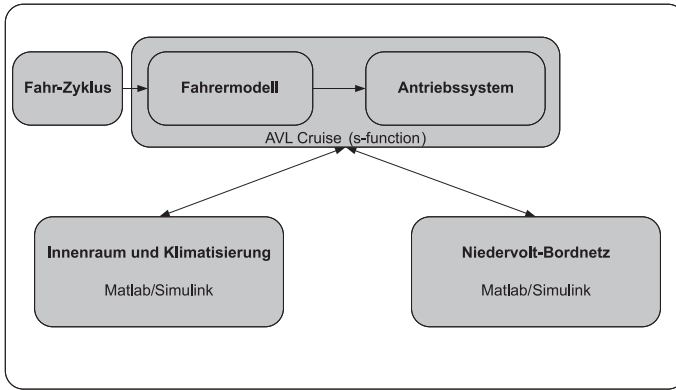 Fahr-Zyklus
Fahrermodell
Antriebssystem
AVL Cruise (s-function)
Innenraum und Klimatisierung
Matlab/Simulink
Niedervolt-Bordnetz
Matlab/Simulink